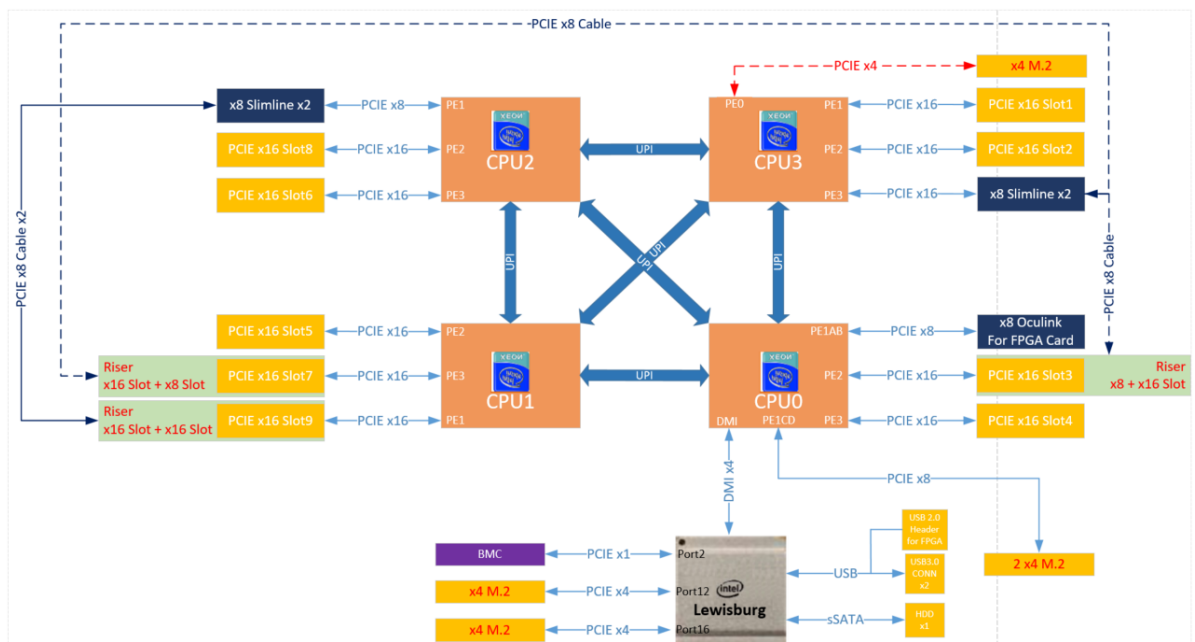 PCIE x8 Cable
PCIE x4
x4 M.2
x8 Slimline x2
PCIE x8
PE1
XEON
CPU2
PE0
XEON
CPU3
PE1
PCIE x16
PCIE x16 Slot1
PCIE x16 Slot8
PCIE x16
PE2
UPI
PE2
PCIE x16
PCIE x16 Slot2
PCIE x16 Slot6
PCIE x16
PE3
PE3
PCIE x16
x8 Slimline x2
PCIE x8 Cable x2
UPI
UPI
UPI
UPI
PCIE x8 Cable
PCIE x16 Slot5
PCIE x16
PE2
XEON
CPU1
PE1AB
PCIE x8
x8 Oculink
For FPGA Card
Riser
x16 Slot + x8 Slot
PCIE x16 Slot7
PCIE x16
PE3
UPI
XEON
CPU0
PE2
PCIE x16
PCIE x16 Slot3
Riser
x8 + x16 Slot
Riser
x16 Slot + x16 Slot
PCIE x16 Slot9
PCIE x16
PE1
DMI
PE1CD
PE3
PCIE x16
PCIE x16 Slot4
DMI x4
PCIE x8
BMC
PCIE x1
Port2
USB 2.0
Header
for FPGA
x4 M.2
PCIE x4
Port12
intel
Lewisburg
USB
USB3.0
CONN
x2
2 x4 M.2
x4 M.2
PCIE x4
Port16
sSATA
HDD
x1